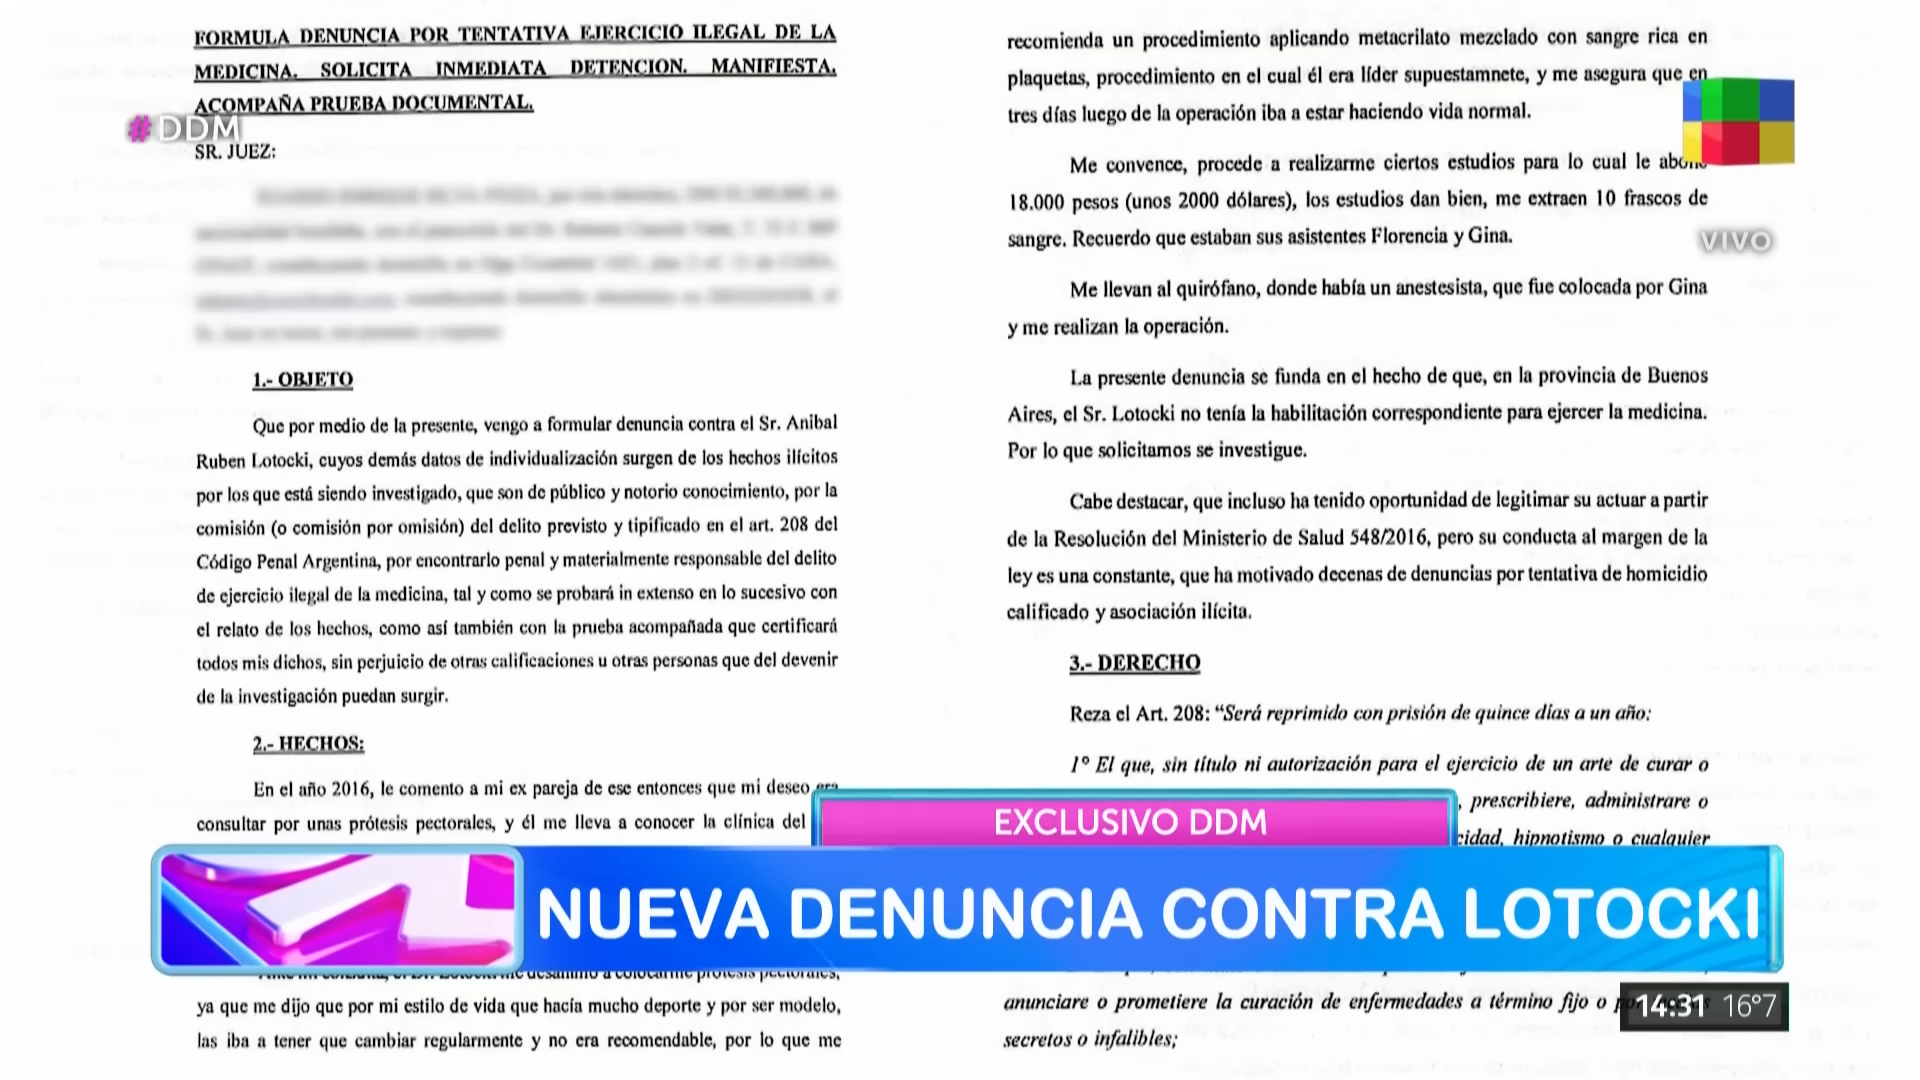 FORMULA DENUNCIA POR TENTATIVA EJERCICIO ILEGAL DE LA
MEDICINA. SOLICITA INMEDIATA DETENCION. MANIFIESTA.
ACOMPAÑA PRUEBA DOCUMENTAL.
#DDM
SR. JUEZ:
1.- OBJETO
Que por medio de la presente, vengo a formular denuncia contra el Sr. Anibal
Ruben Lotocki, cuyos demás datos de individualización surgen de los hechos ilícitos
por los que está siendo investigado, que son de público y notorio conocimiento, por la
comisión (o comisión por omisión) del delito previsto y tipificado en el art. 208 del
Código Penal Argentina, por encontrarlo penal y materialmente responsable del delito
de ejercicio ilegal de la medicina, tal y como se probará in extenso en lo sucesivo con
el relato de los hechos, como así también con la prueba acompañada que certificará
todos mis dichos, sin perjuicio de otras calificaciones u otras personas que del devenir
de la investigación puedan surgir.
2.- HECHOS:
En el año 2016, le comento a mi ex pareja de ese entonces que mi deseo era
consultar por unas prótesis pectorales, y él me lleva a conocer la clínica del
me desanimo a colocarme prótesis pectorales,
ya que me dijo que por mi estilo de vida que hacía mucho deporte y por ser modelo,
las iba a tener que cambiar regularmente y no era recomendable, por lo que me
recomienda un procedimiento aplicando metacrilato mezclado con sangre rica en
plaquetas, procedimiento en el cual él era líder supuestamnete, y me asegura que en
tres días luego de la operación iba a estar haciendo vida normal.
Me convence, procede a realizarme ciertos estudios para lo cual le abono
18.000 pesos (unos 2000 dólares), los estudios dan bien, me extraen 10 frascos de
sangre. Recuerdo que estaban sus asistentes Florencia y Gina.
VIVO
Me llevan al quirófano, donde había un anestesista, que fue colocada por Gina
y me realizan la operación.
La presente denuncia se funda en el hecho de que, en la provincia de Buenos
Aires, el Sr. Lotocki no tenía la habilitación correspondiente para ejercer la medicina.
Por lo que solicitamos se investigue.
Cabe destacar, que incluso ha tenido oportunidad de legitimar su actuar a partir
de la Resolución del Ministerio de Salud 548/2016, pero su conducta al margen de la
ley es una constante, que ha motivado decenas de denuncias por tentativa de homicidio
calificado y asociación ilícita.
3.- DERECHO
Reza el Art. 208: “Será reprimido con prisión de quince días a un año:
1° El que, sin título ni autorización para el ejercicio de un arte de curar o
, prescribiere, administrare o
hipnotismo o cualquier
anunciare o prometiere la curación de enfermedades a término fijo o
secretos o infalibles;
EXCLUSIVO DDM
NUEVA DENUNCIA CONTRA LOTOCKI
14:31 16°7